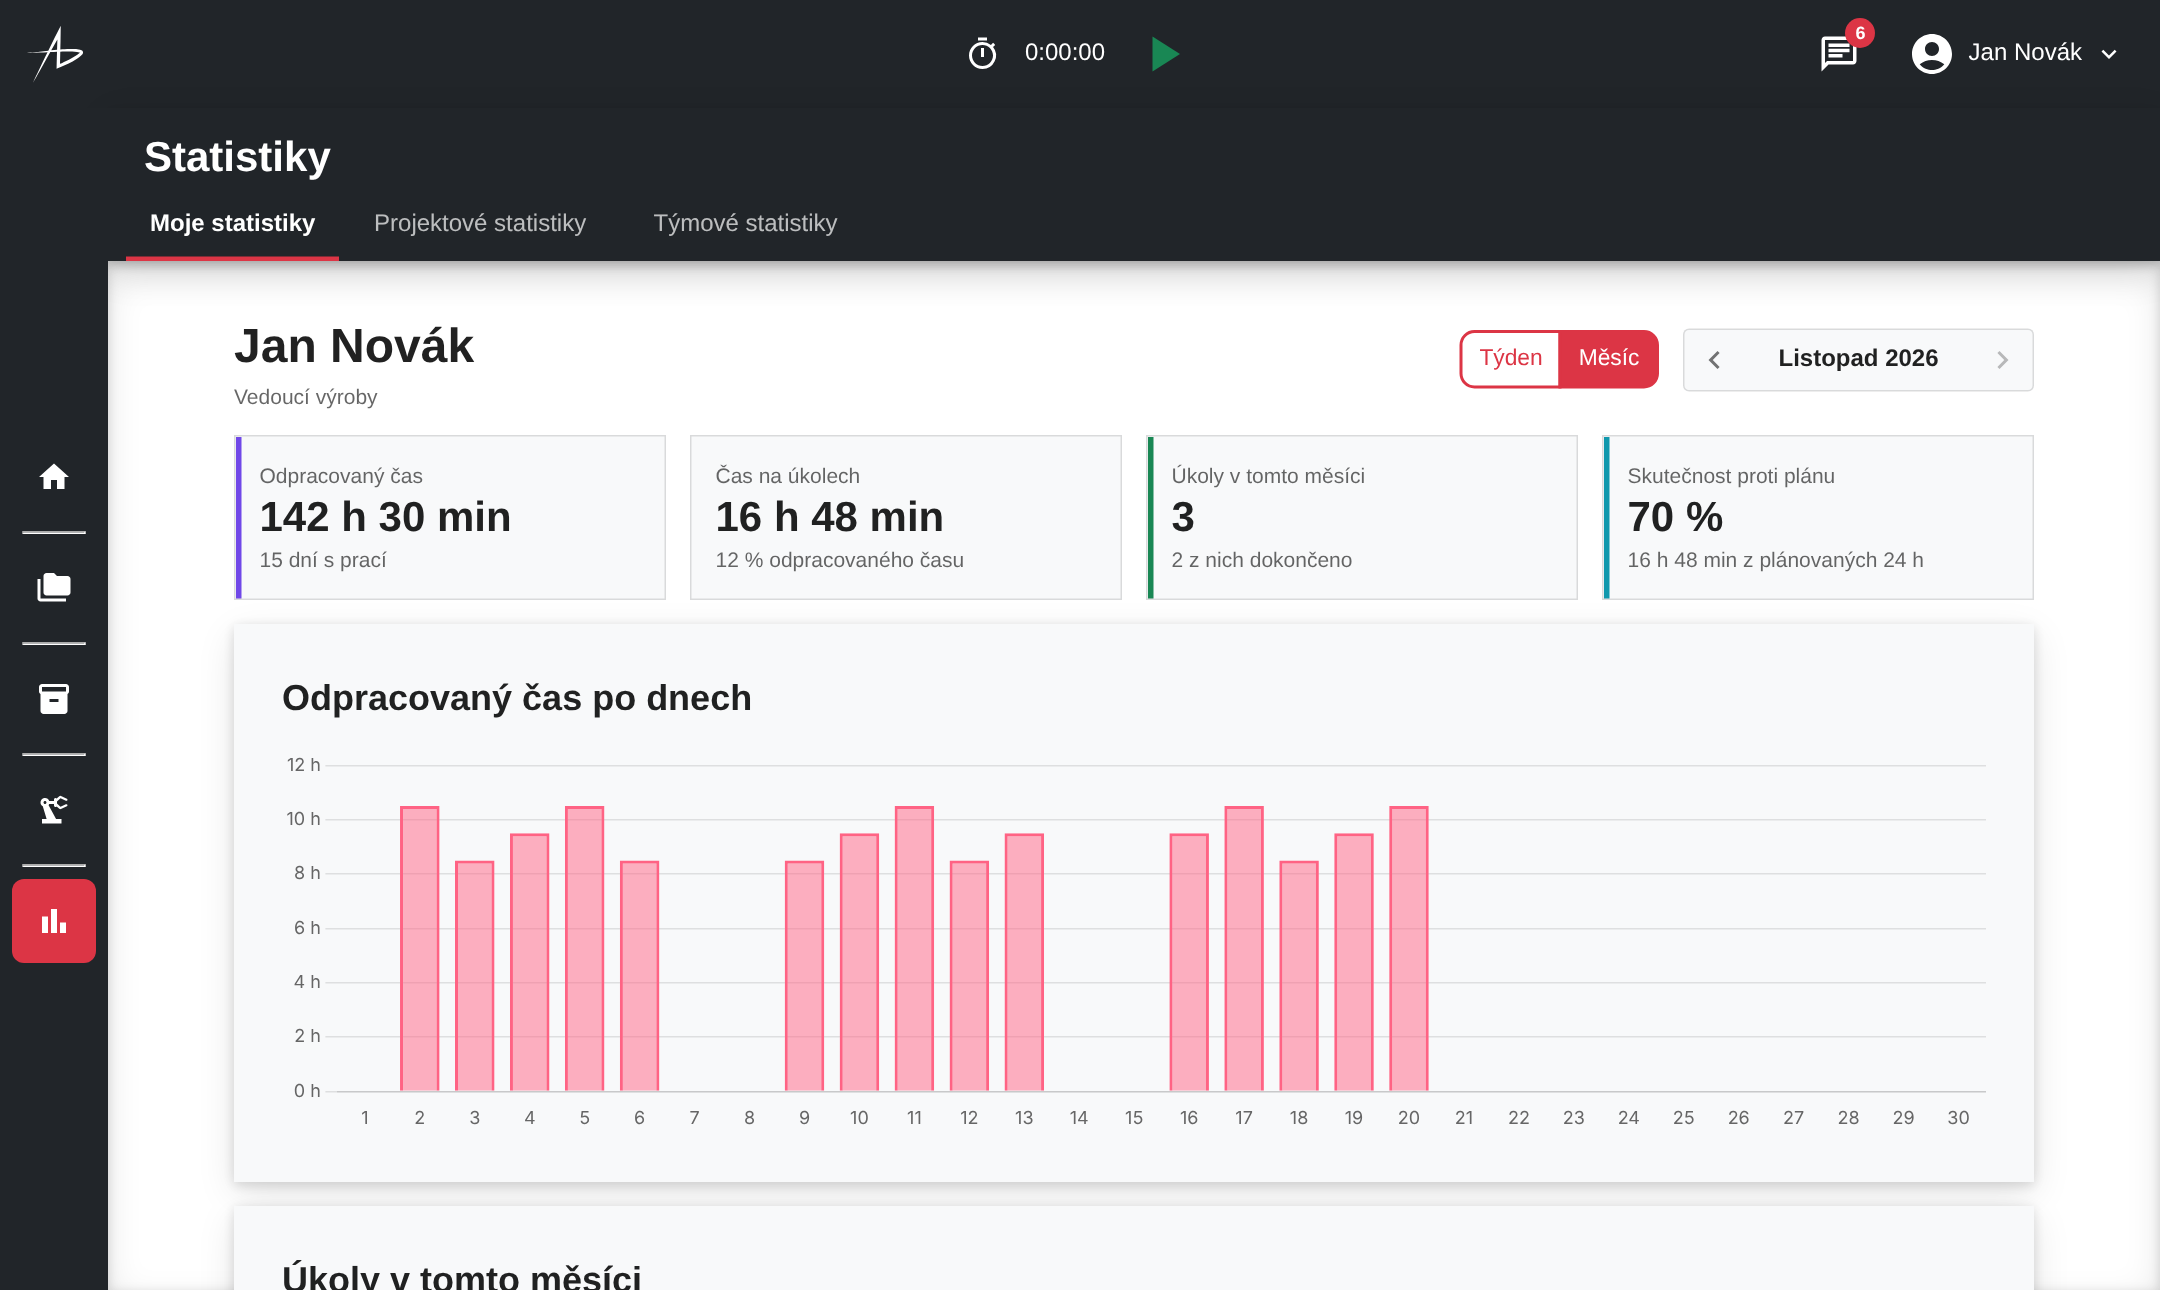 0:00:00
6
Jan Novák
Statistiky
Moje statistiky
Projektové statistiky
Týmové statistiky
Jan Novák
Vedoucí výroby
Týden
Měsíc
Listopad 2026
Odpracovaný čas
142 h 30 min
15 dní s prací
Čas na úkolech
16 h 48 min
12 % odpracovaného času
Úkoly v tomto měsíci
3
2 z nich dokončeno
Skutečnost proti plánu
70 %
16 h 48 min z plánovaných 24 h
Odpracovaný čas po dnech
12 h
10 h
8 h
6 h
4 h
2 h
0 h
1 2 3 4 5 6 7 8 9 10 11 12 13 14 15 16 17 18 19 20 21 22 23 24 25 26 27 28 29 30
Úkoly v tomto měsíci